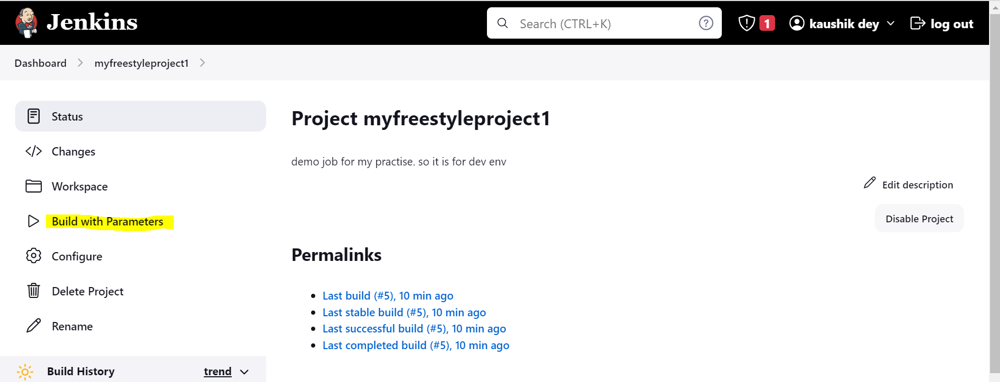 Jenkins
Search (CTRL+K)
1
kaushik dey
log out
Dashboard
myfreestyleproject1
Status
Changes
Workspace
Build with Parameters
Configure
Delete Project
Rename
Build History
trend
Project myfreestyleproject1
demo job for my practise. so it is for dev env
Edit description
Disable Project
Permalinks
Last build (#5), 10 min ago
Last stable build (#5), 10 min ago
Last successful build (#5), 10 min ago
Last completed build (#5), 10 min ago